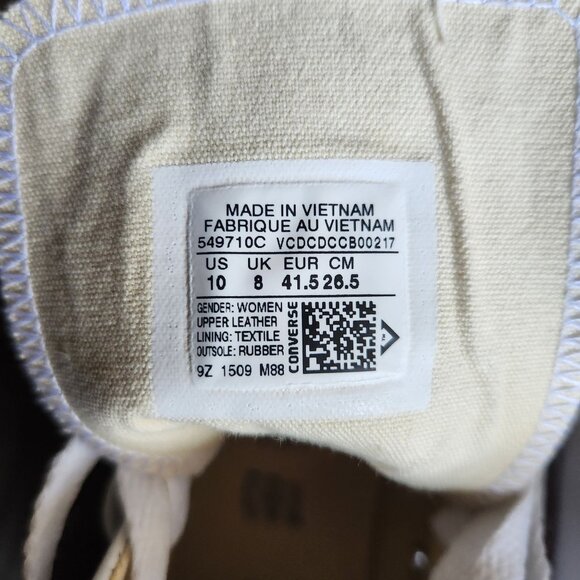 MADE IN VIETNAM
FABRIQUE AU VIETNAM
549710C VCDCDCCB00217
US UK EUR CM
10 8 41.5 26.5
GENDER: WOMEN
UPPER LEATHER
LINING: TEXTILE
OUTSOLE: RUBBER
9Z 1509 M88
CONVERSE